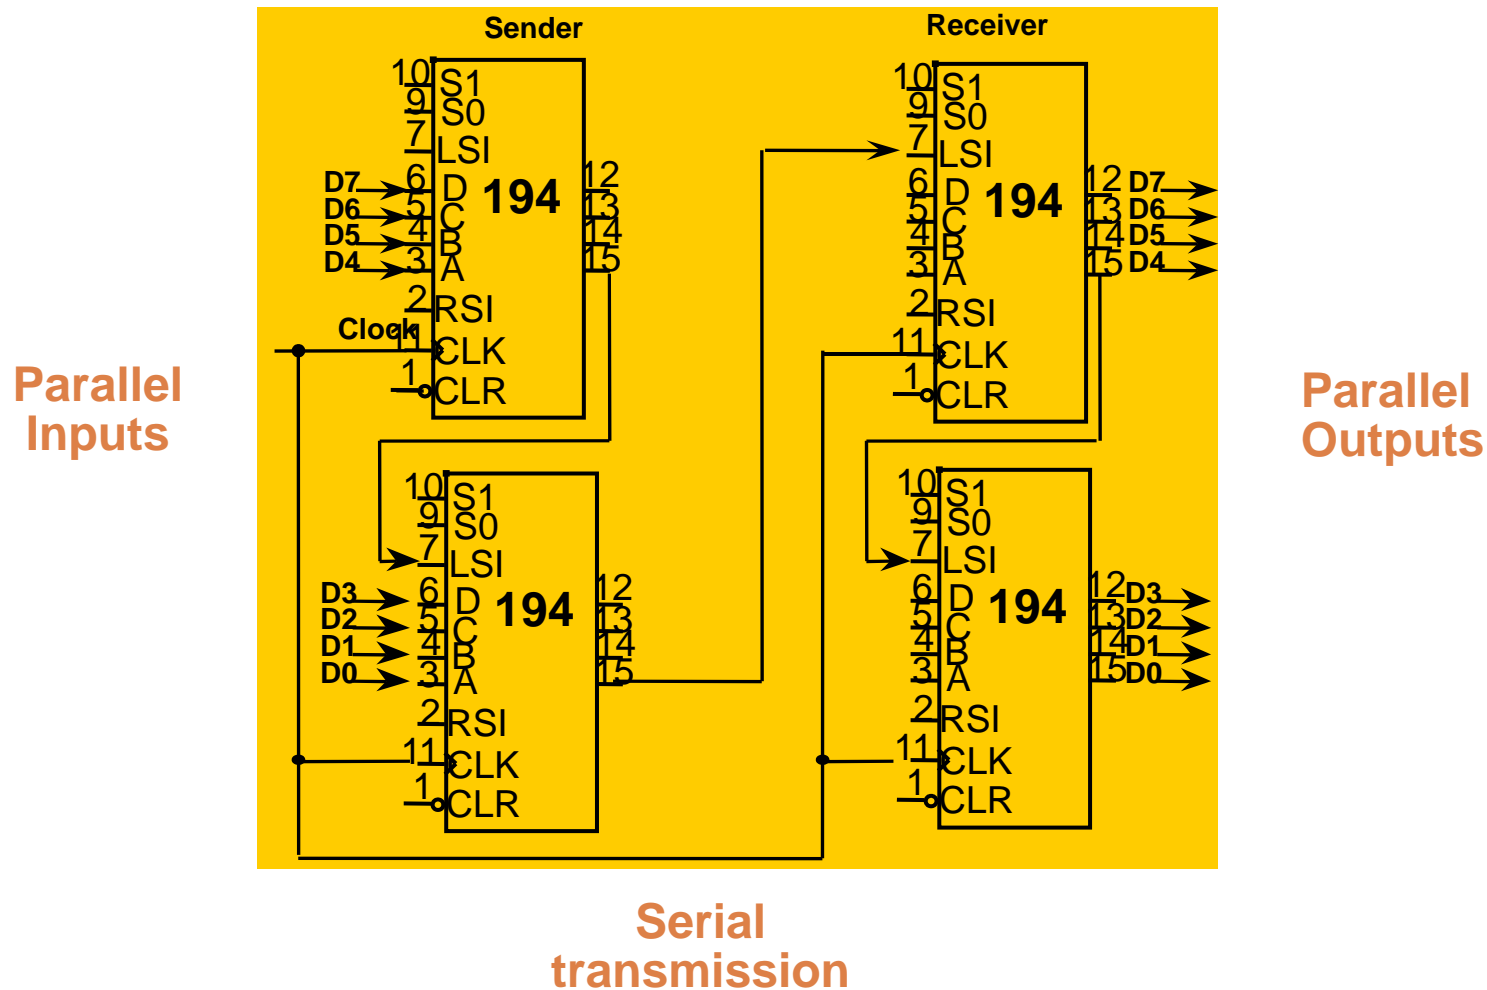 Sender
Receiver
10 S1
9 S0
7 LSI
D7 6 D 194 12
D6 5 C 13
D5 4 B 14
D4 3 A 15
2 RSI
Clock 11 CLK
1 CLR
10 S1
9 S0
7 LSI
6 D 194 12 D7
5 C 13 D6
4 B 14 D5
3 A 15 D4
2 RSI
11 CLK
1 CLR
Parallel
Inputs
Parallel
Outputs
10 S1
9 S0
7 LSI
D3 6 D 194 12
D2 5 C 13
D1 4 B 14
D0 3 A 15
2 RSI
11 CLK
1 CLR
10 S1
9 S0
7 LSI
6 D 194 12 D3
5 C 13 D2
4 B 14 D1
3 A 15 D0
2 RSI
11 CLK
1 CLR
Serial
transmission